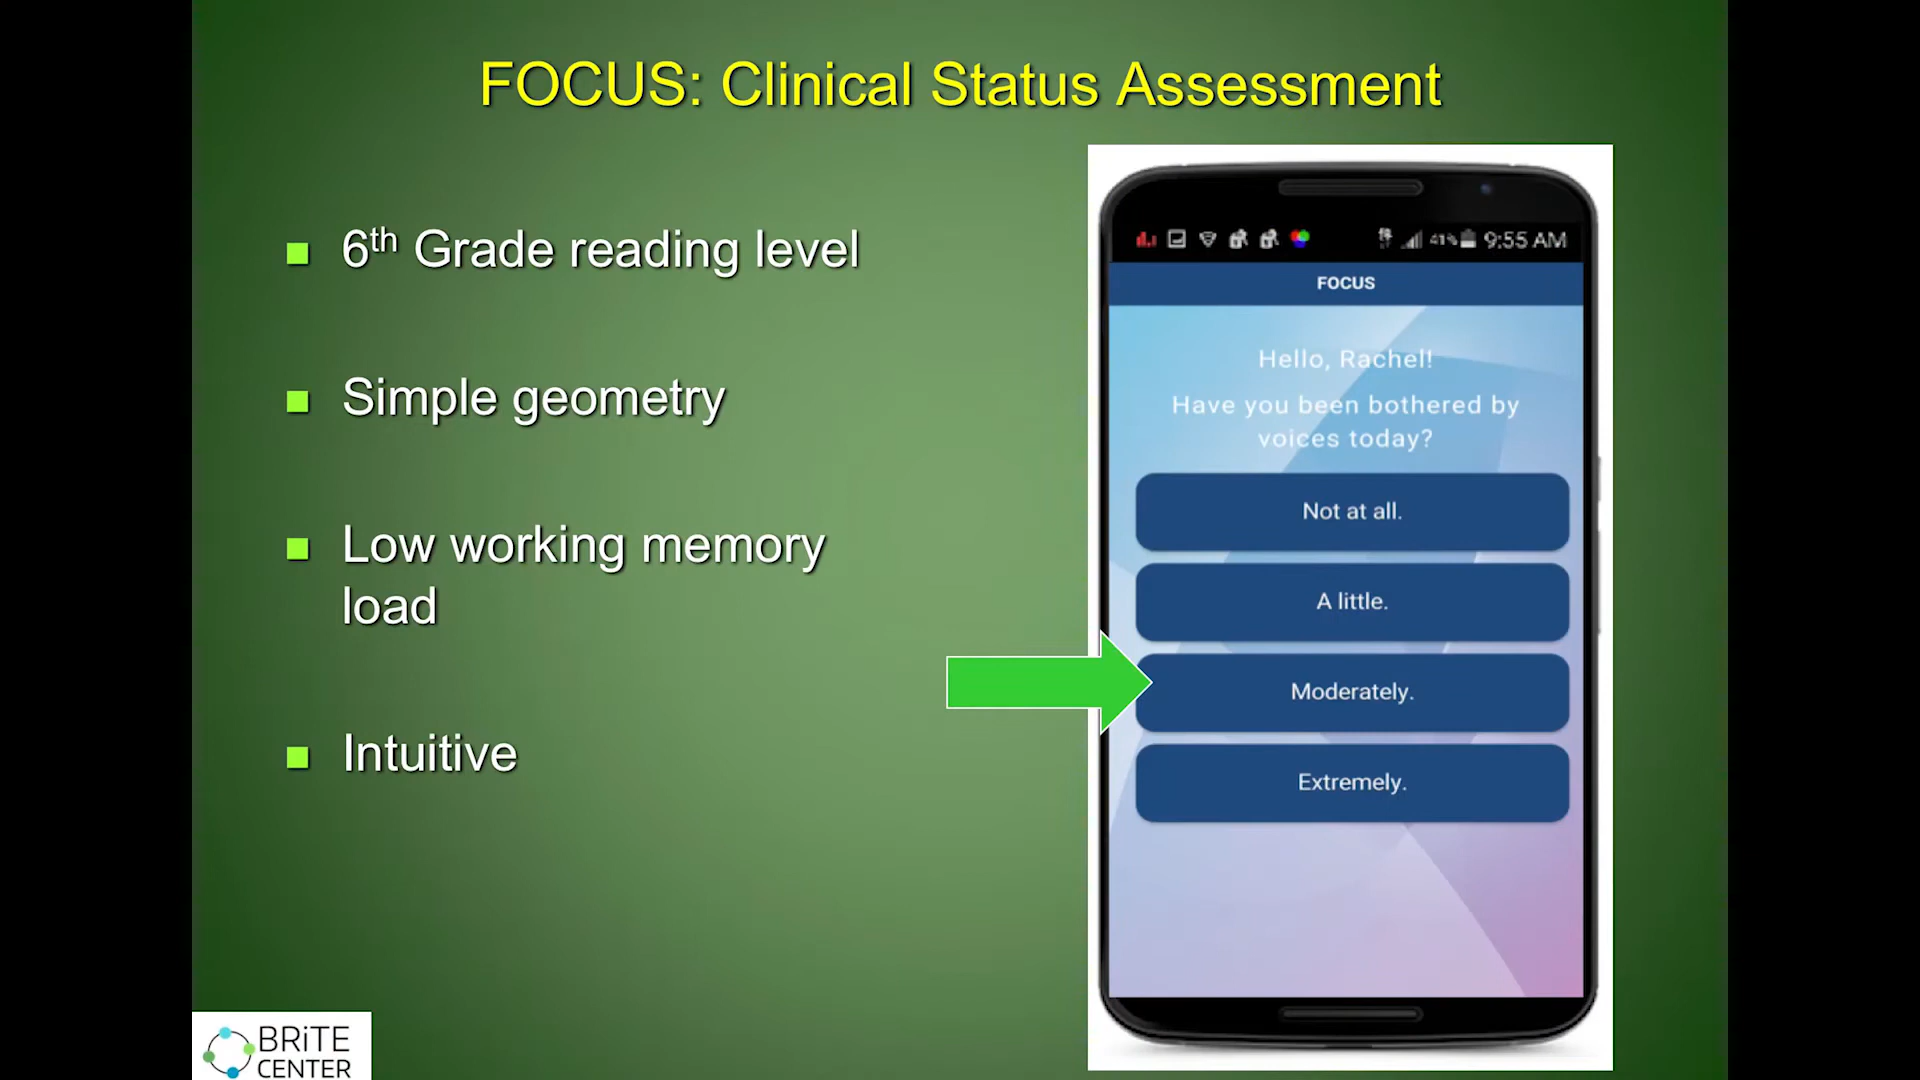 FOCUS: Clinical Status Assessment
6th Grade reading level
Simple geometry
Low working memory
load
Intuitive
41% 9:55 AM
FOCUS
Hello, Rachel!
Have you been bothered by
voices today?
Not at all.
A little.
Moderately.
Extremely.
BRiTE
CENTER